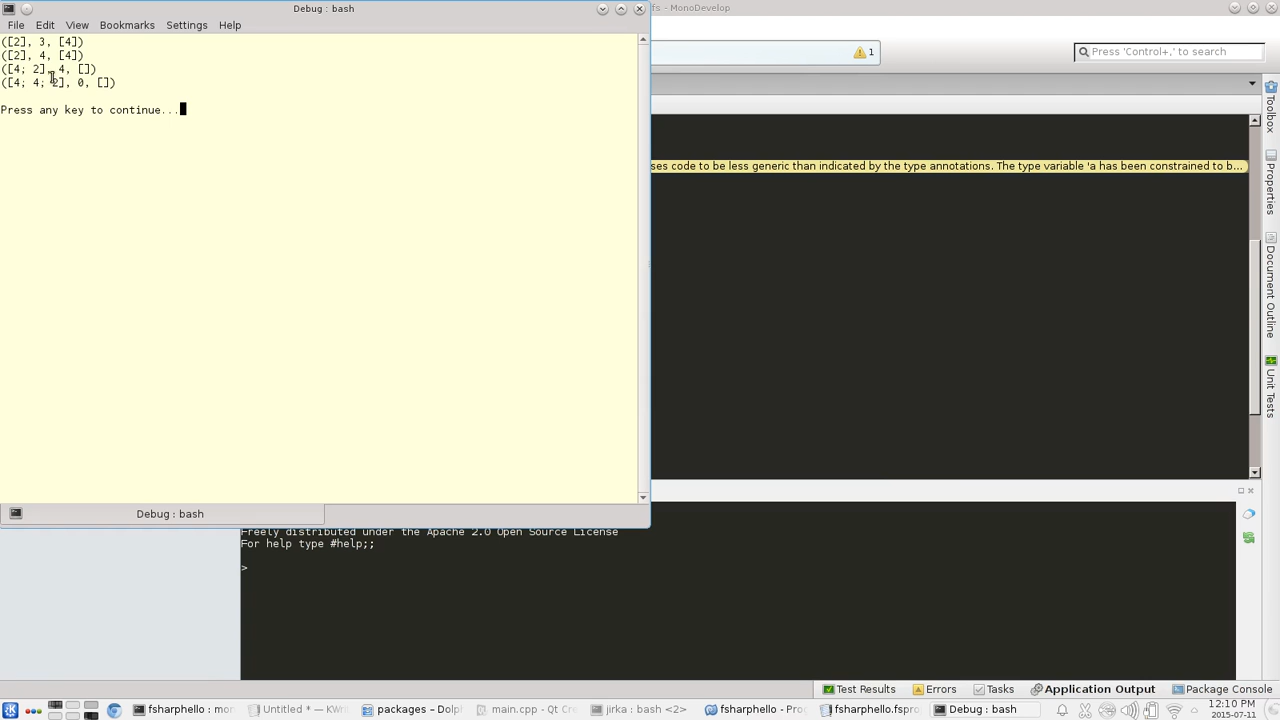 Debug : bash
fs - MonoDevelop
File Edit View Bookmarks Settings Help
([2], 3, [4])
([2], 4, [4])
([4; 2], 4, [])
([4; 4; 2], 0, [])
Press any key to continue...
1
Press 'Control+,' to search
ses code to be less generic than indicated by the type annotations. The type variable 'a has been constrained to b...
Toolbox
Properties
Document Outline
Unit Tests
Debug : bash
Freely distributed under the Apache 2.0 Open Source License
For help type #help;;
>
Test Results Errors Tasks Application Output Package Console
fsharphello : mon
Untitled * — KWr
packages – Dolp
main.cpp - Qt Cr
jirka : bash <2>
fsharphello - Pro
fsharphello.fspro
Debug : bash
12:10 PM
2015-07-11